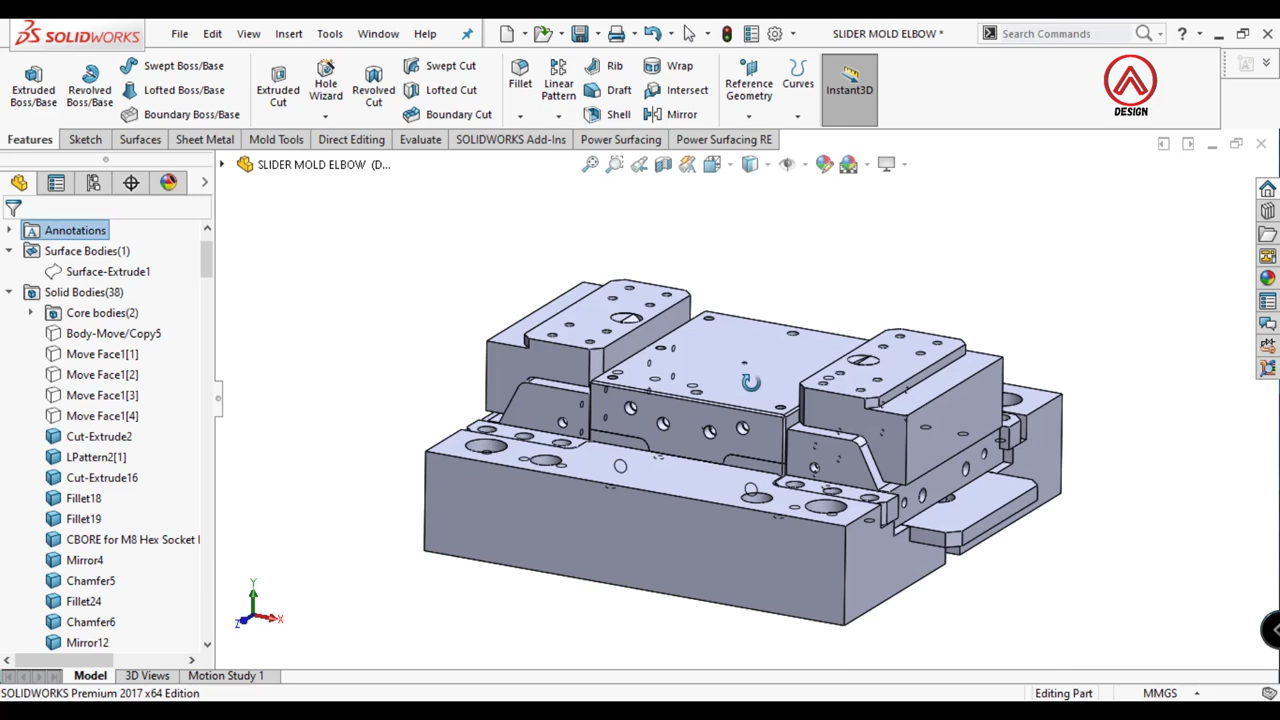 SOLIDWORKS File Edit View Insert Tools Window Help SLIDER MOLD ELBOW * Search Commands ?
Extruded Boss/Base
Revolved Boss/Base
Swept Boss/Base
Lofted Boss/Base
Boundary Boss/Base
Extruded Cut
Hole Wizard
Revolved Cut
Swept Cut
Lofted Cut
Boundary Cut
Fillet
Linear Pattern
Rib
Draft
Shell
Wrap
Intersect
Mirror
Reference Geometry
Curves
Instant3D
DESIGN
Features Sketch Surfaces Sheet Metal Mold Tools Direct Editing Evaluate SOLIDWORKS Add-Ins Power Surfacing Power Surfacing RE
SLIDER MOLD ELBOW (D...
Annotations
Surface Bodies(1)
Surface-Extrude1
Solid Bodies(38)
Core bodies(2)
Body-Move/Copy5
Move Face1[1]
Move Face1[2]
Move Face1[3]
Move Face1[4]
Cut-Extrude2
LPattern2[1]
Cut-Extrude16
Fillet18
Fillet19
CBORE for M8 Hex Socket
Mirror4
Chamfer5
Fillet24
Chamfer6
Mirror12
Y
X
Z
Model 3D Views Motion Study 1
SOLIDWORKS Premium 2017 x64 Edition Editing Part MMGS